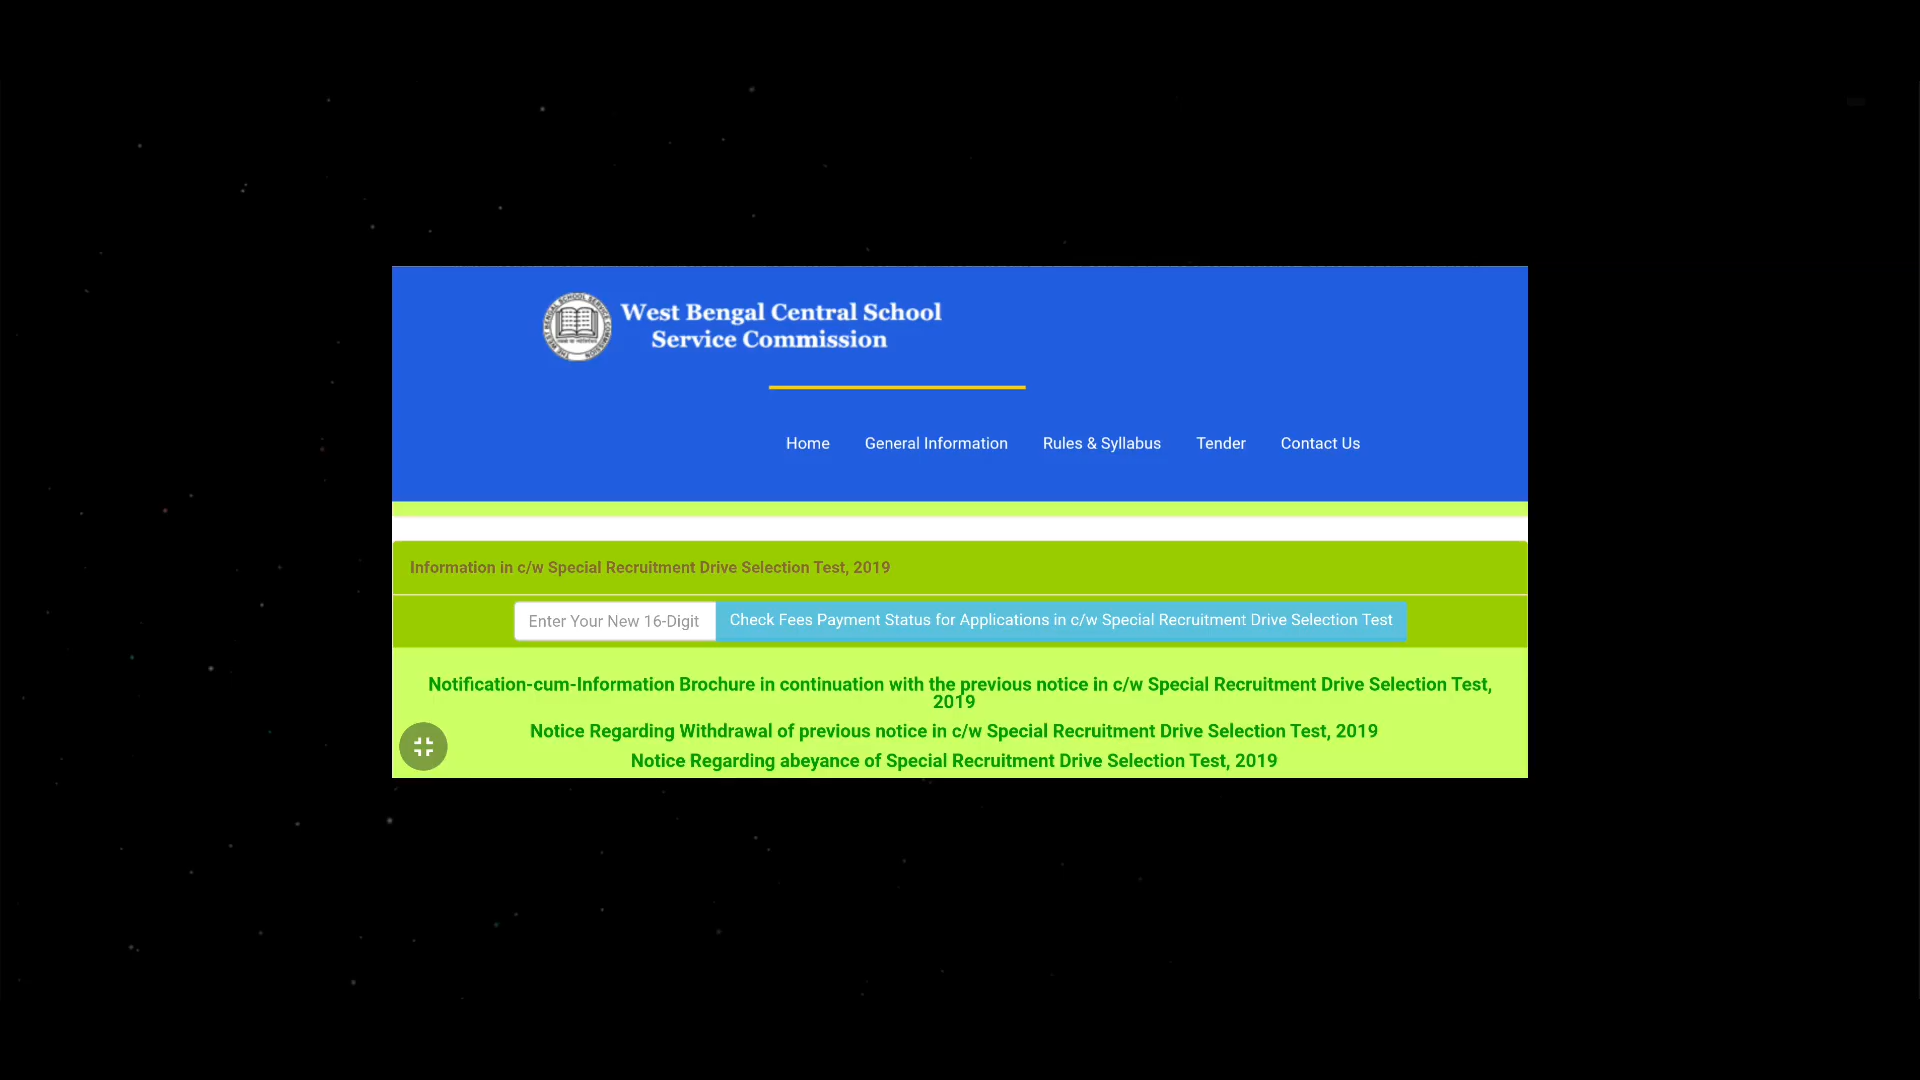 West Bengal Central School
Service Commission
Home General Information Rules & Syllabus Tender Contact Us
Information in c/w Special Recruitment Drive Selection Test, 2019
Enter Your New 16-Digit Check Fees Payment Status for Applications in c/w Special Recruitment Drive Selection Test
Notification-cum-Information Brochure in continuation with the previous notice in c/w Special Recruitment Drive Selection Test,
2019
Notice Regarding Withdrawal of previous notice in c/w Special Recruitment Drive Selection Test, 2019
Notice Regarding abeyance of Special Recruitment Drive Selection Test, 2019